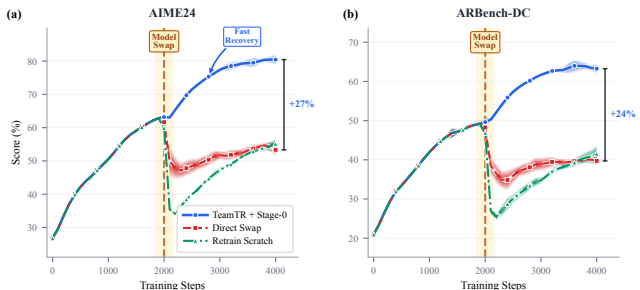 (a)
AIME24
Model
Swap
Fast
Recovery
+27%
Score (%)
80
70
60
50
40
30
TeamTR + Stage-0
Direct Swap
Retrain Scratch
0
1000
2000
3000
4000
Training Steps
(b)
ARBench-DC
Model
Swap
+24%
70
60
50
40
30
20
0
1000
2000
3000
4000
Training Steps